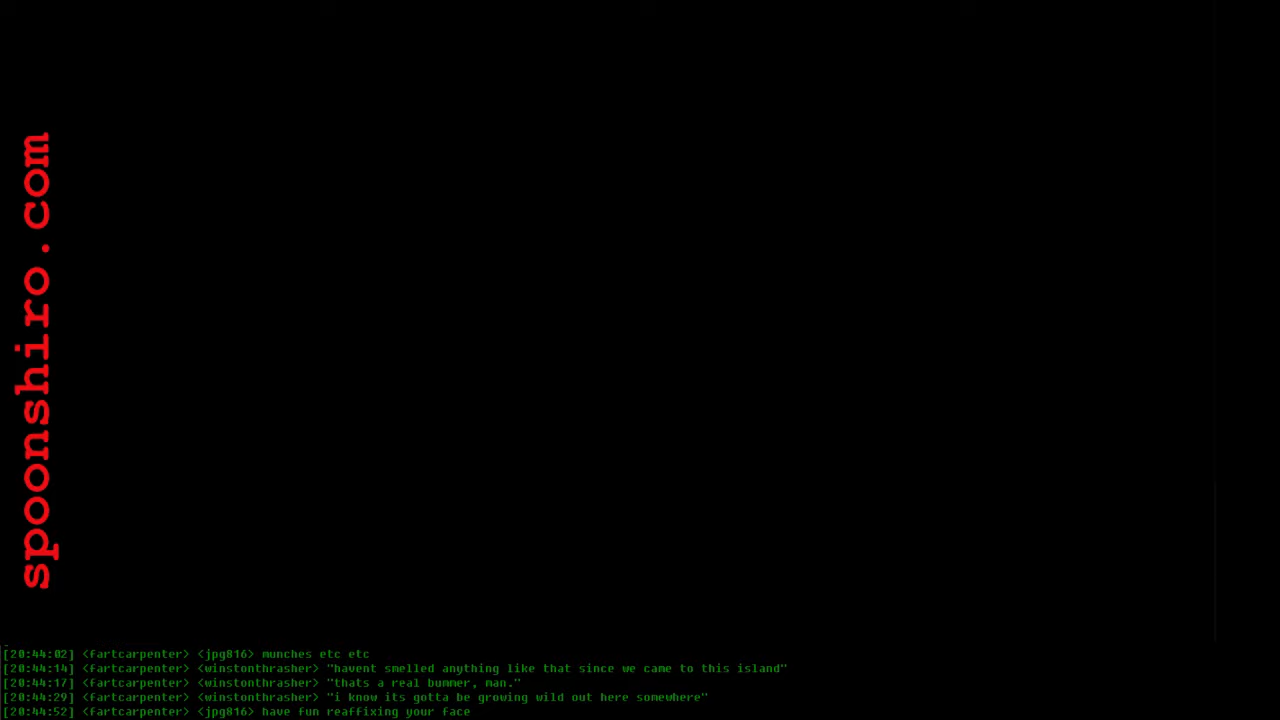 spoonshiro.com
[20:44:02] <fartcarpenter> <jpg816> munches etc etc
[20:44:14] <fartcarpenter> <winstonthrasher> "havent smelled anything like that since we came to this island"
[20:44:17] <fartcarpenter> <winstonthrasher> "thats a real bummer, man."
[20:44:29] <fartcarpenter> <winstonthrasher> "i know its gotta be growing wild out here somewhere"
[20:44:52] <fartcarpenter> <jpg816> have fun reaffixing your face